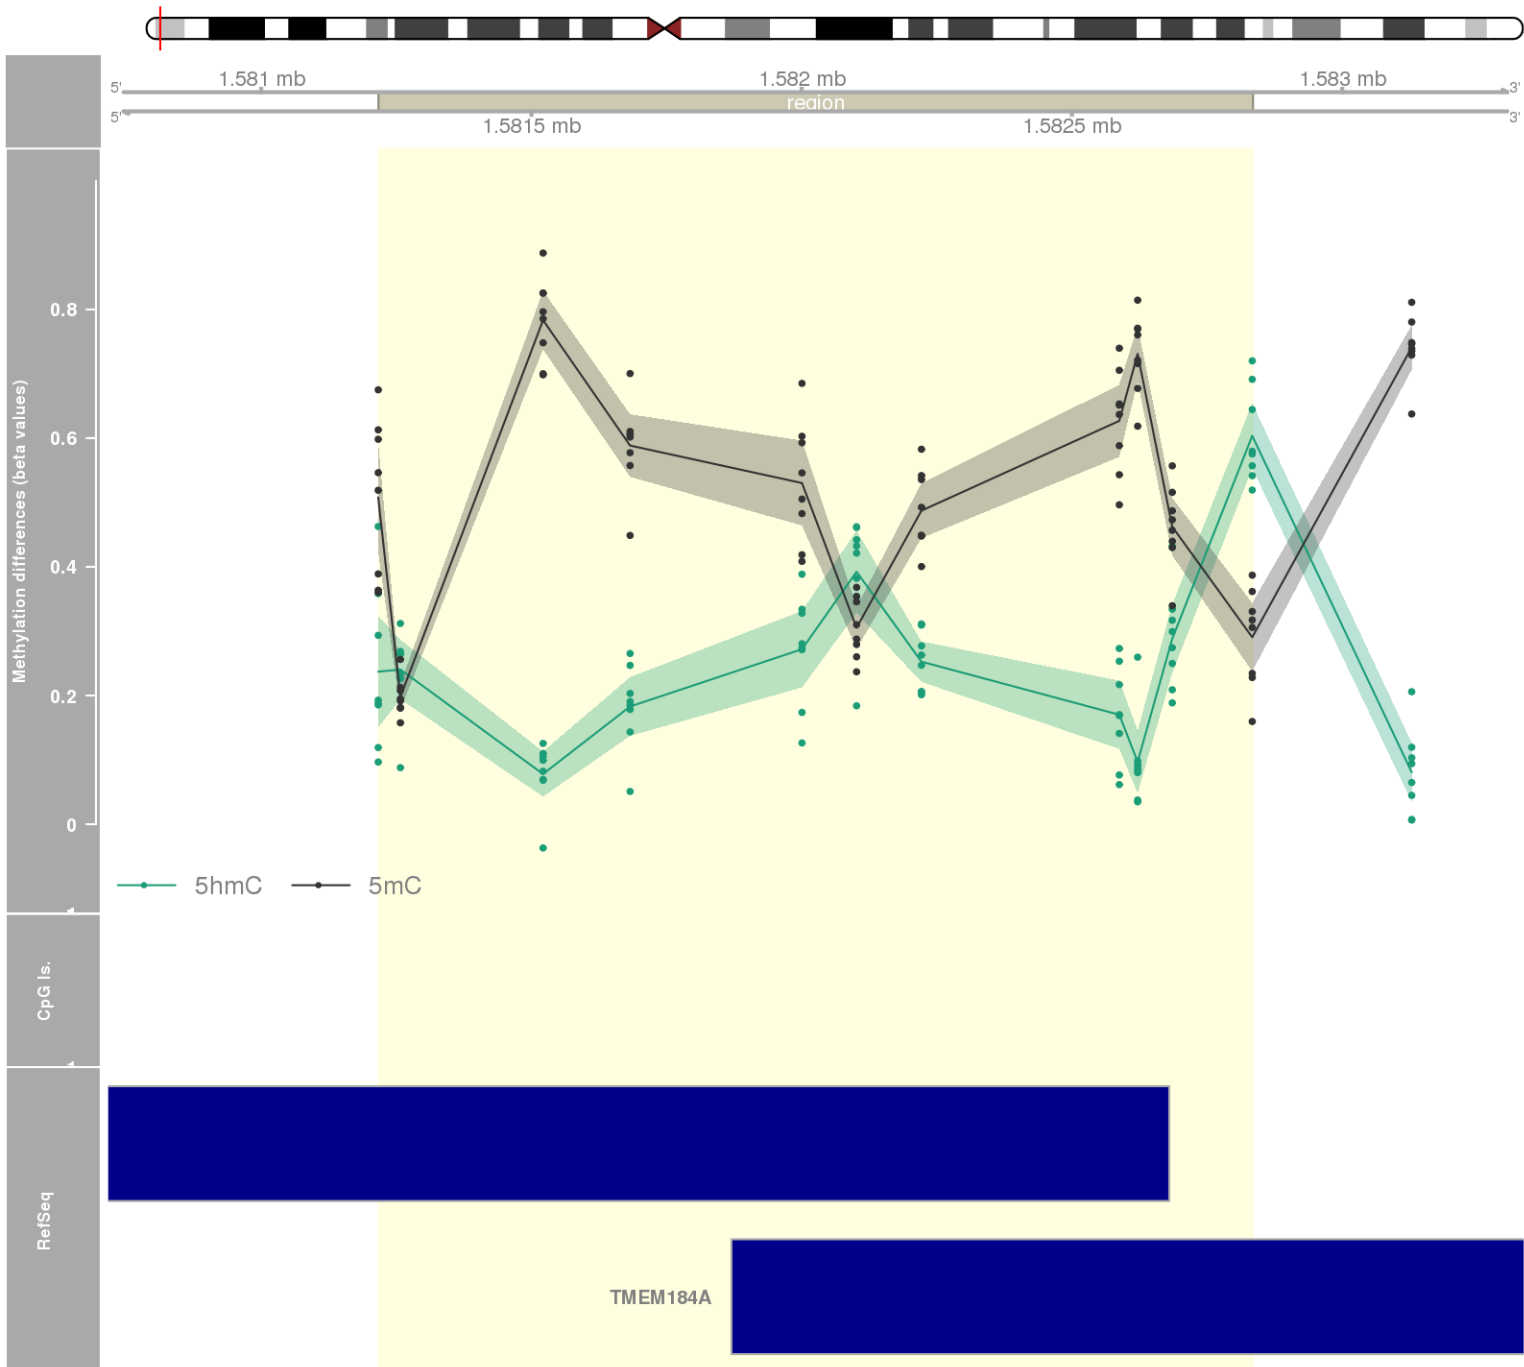 1.581 mb
1.582 mb
1.583 mb
5'
3'
region
5'
3'
1.5815 mb
1.5825 mb
Methylation differences (beta values)
0.8
0.6
0.4
0.2
0
5hmC
5mC
CpG Is.
RefSeq
TMEM184A